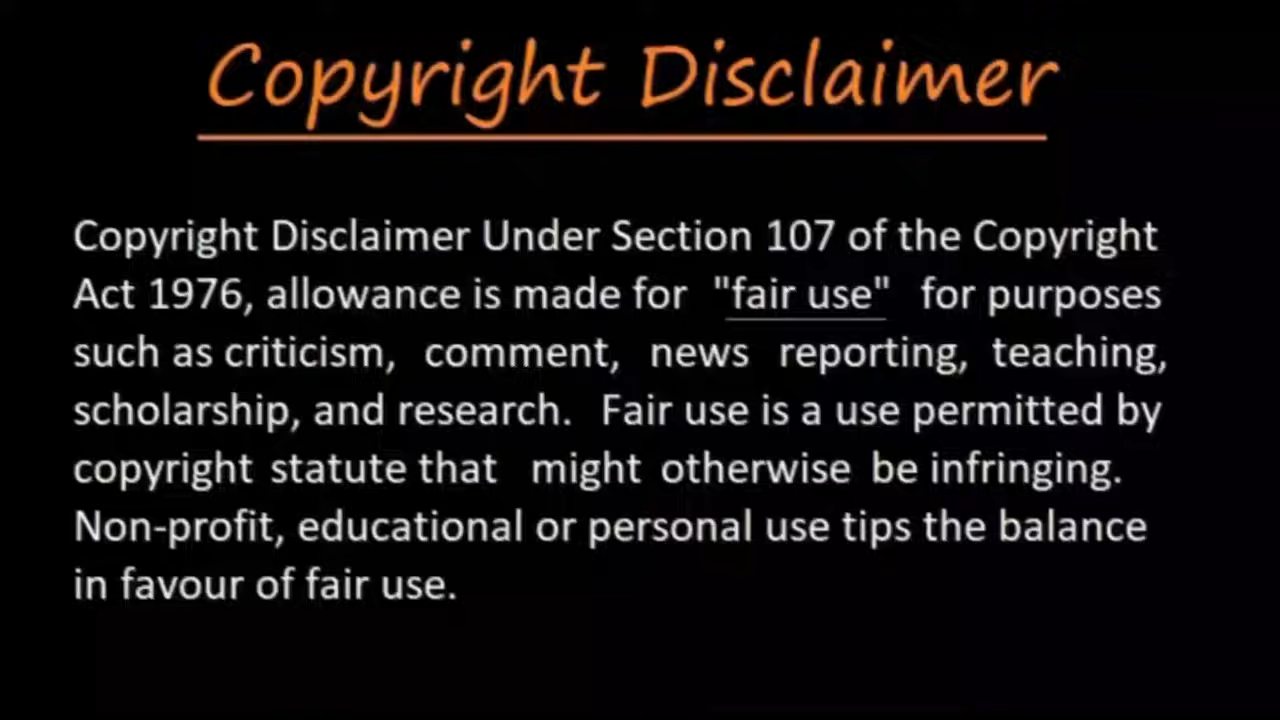 Copyright Disclaimer
Copyright Disclaimer Under Section 107 of the Copyright
Act 1976, allowance is made for "fair use" for purposes
such as criticism, comment, news reporting, teaching,
scholarship, and research. Fair use is a use permitted by
copyright statute that might otherwise be infringing.
Non-profit, educational or personal use tips the balance
in favour of fair use.